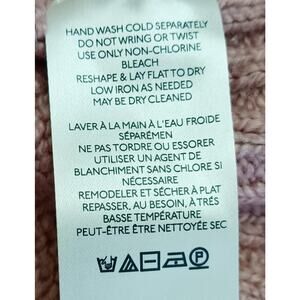 HAND WASH COLD SEPARATELY
DO NOT WRING OR TWIST
USE ONLY NON-CHLORINE
BLEACH
RESHAPE & LAY FLAT TO DRY
LOW IRON AS NEEDED
MAY BE DRY CLEANED
LAVER À LA MAIN À L'EAU FROIDE
SÉPARÉMEN
NE PAS TORDRE OU ESSORER
UTILISER UN AGENT DE
BLANCHIMENT SANS CHLORE SI
NÉCESSAIRE
REMODELER ET SÉCHER À PLAT
REPASSER, AU BESOIN, À TRÉS
BASSE TEMPÉRATURE
PEUT-ÊTRE ÊTRE NETTOYÉE SEC